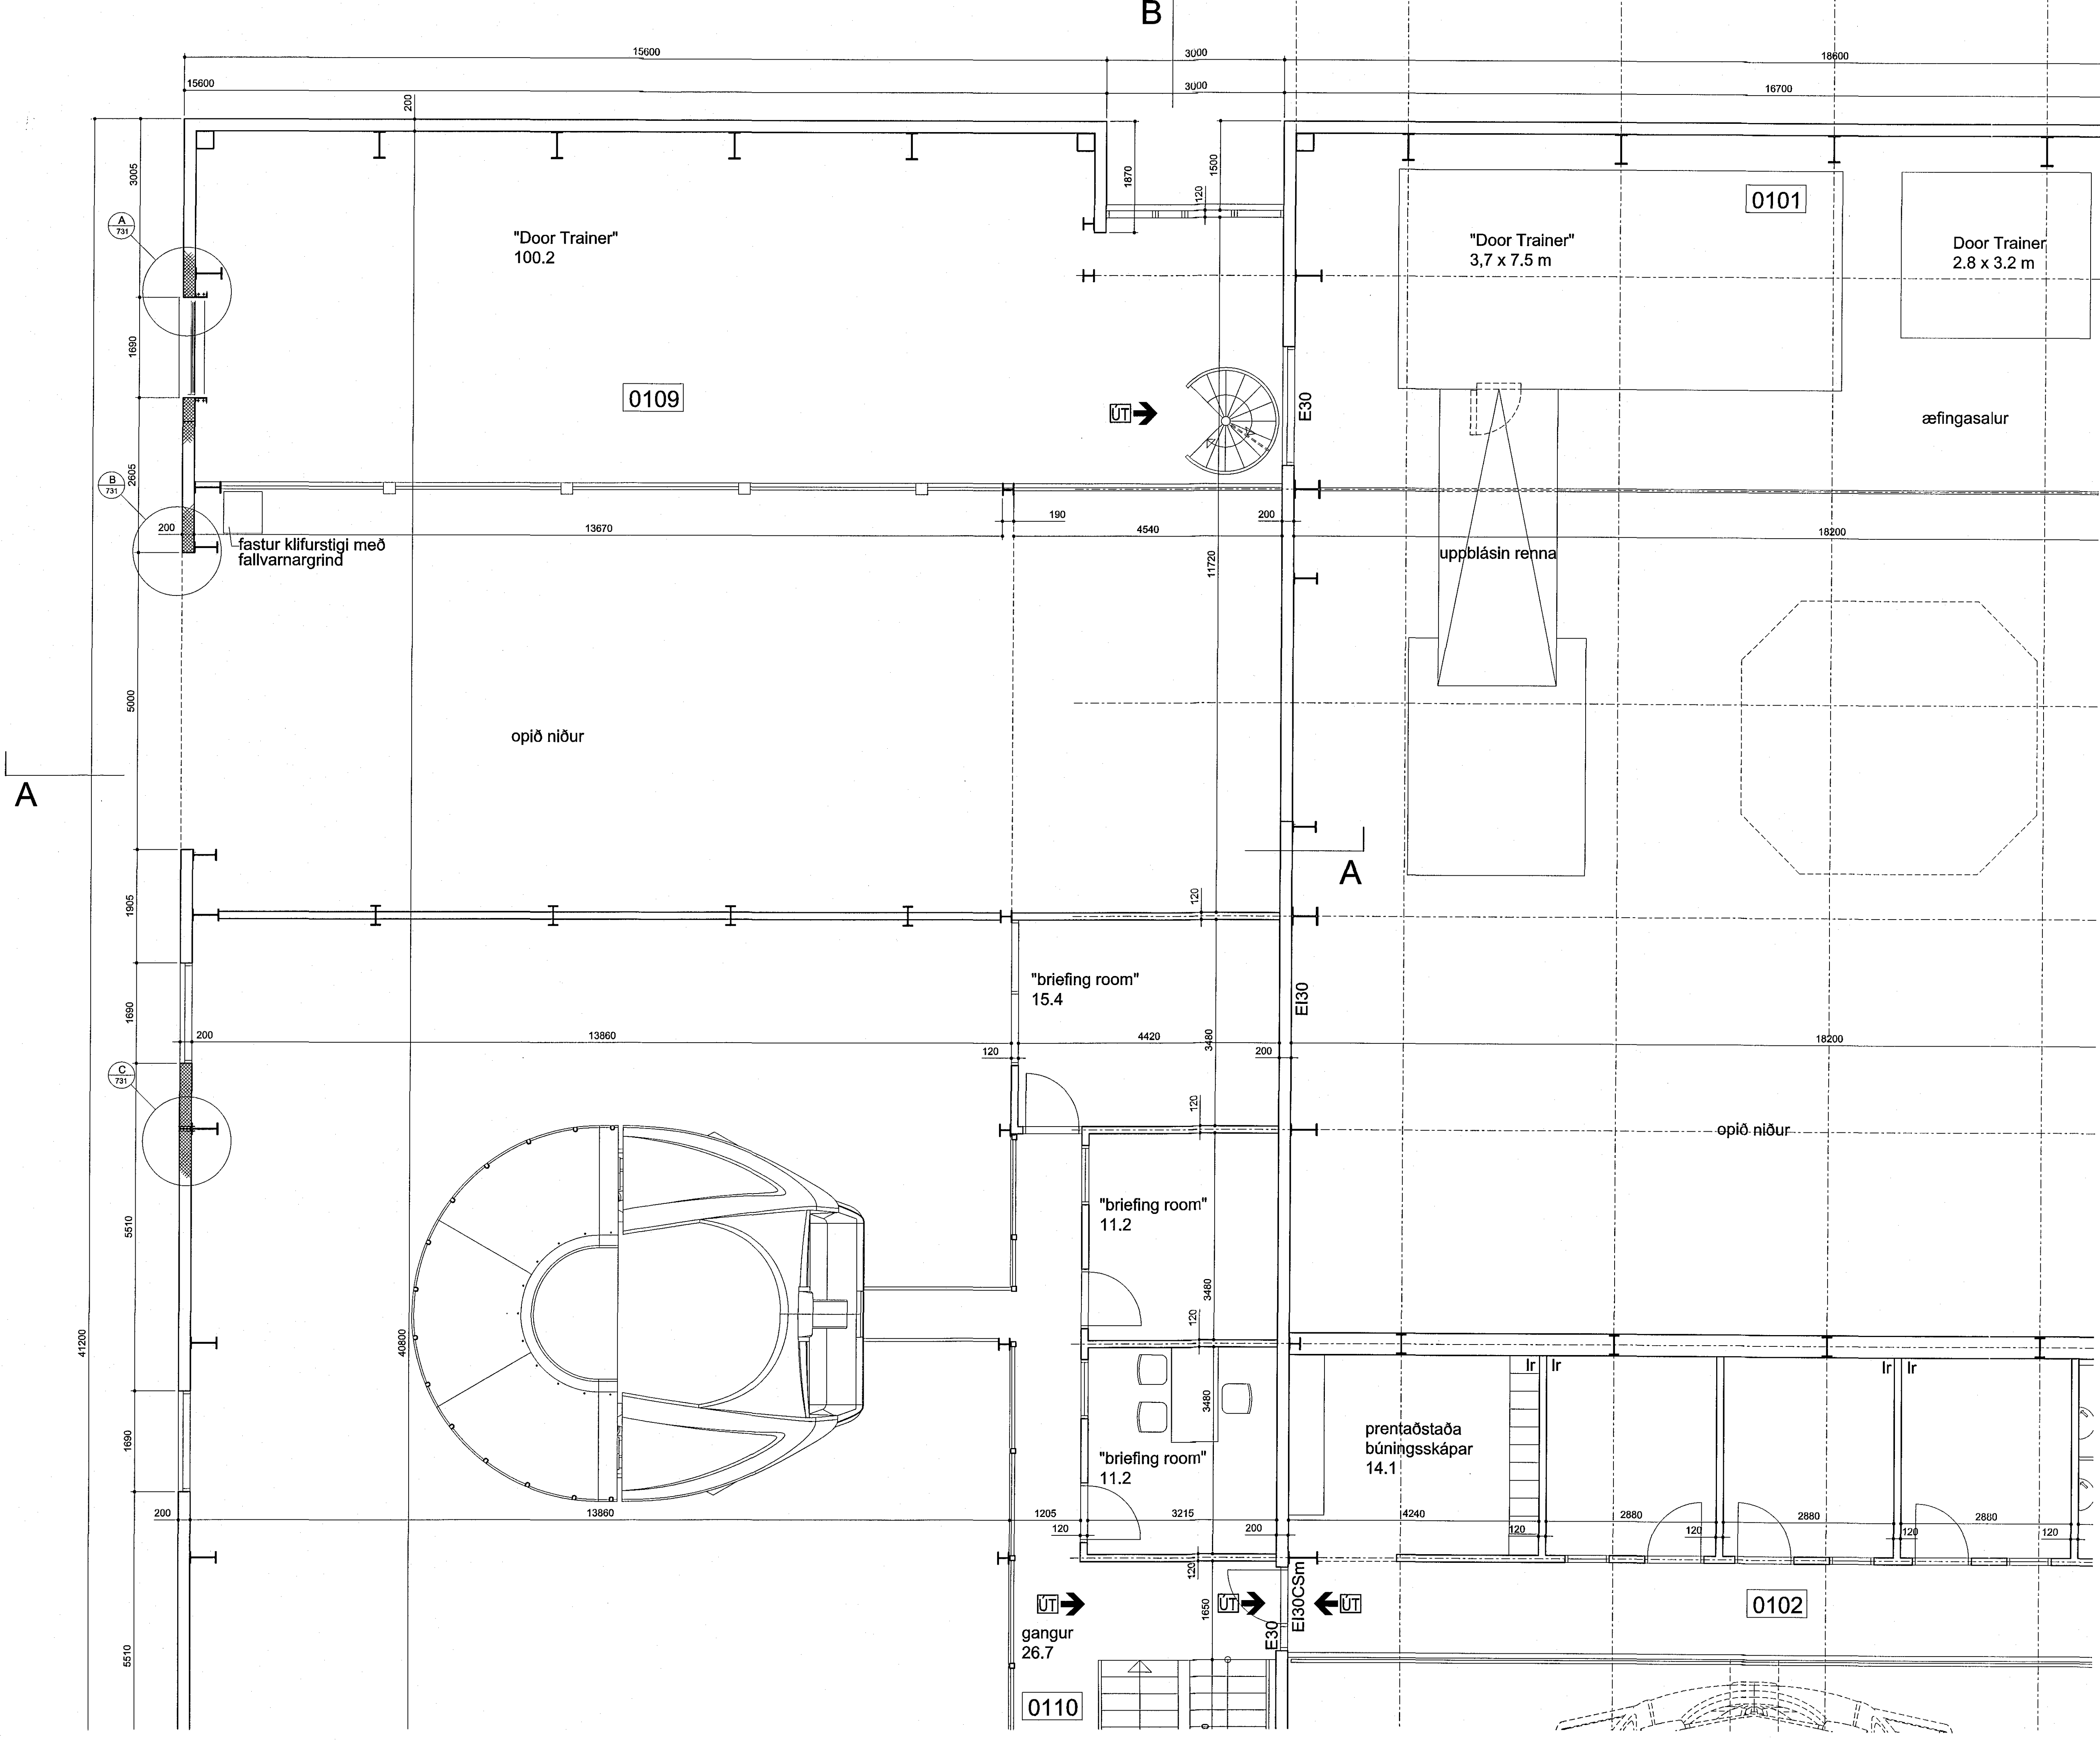 B
15600
3000
18600
15600
200
3000
16700
3005
1870
1500
120
A
731
"Door Trainer"
100.2
0101
"Door Trainer"
3,7 x 7.5 m
Door Trainer
2.8 x 3.2 m
1690
0109
ÚT
E30
æfingasalur
B
731
2605
200
13670
190
4540
200
18200
fastur klifurstigi með
fallvarnargrind
11720
uppblásin renna
5000
opið niður
A
A
1905
120
"briefing room"
15.4
EI30
1690
200
13860
120
4420
3480
200
18200
C
731
120
opið niður
"briefing room"
11.2
5510
3480
120
41200
40800
lr
lr
lr
lr
3480
prentaðstaða
búningsskápar
14.1
1690
"briefing room"
11.2
200
13860
1205
3215
4240
2880
2880
2880
120
200
120
120
120
120
120
EI30CSm
ÚT
ÚT
ÚT
0102
1650
E30
gangur
26.7
5510
0110